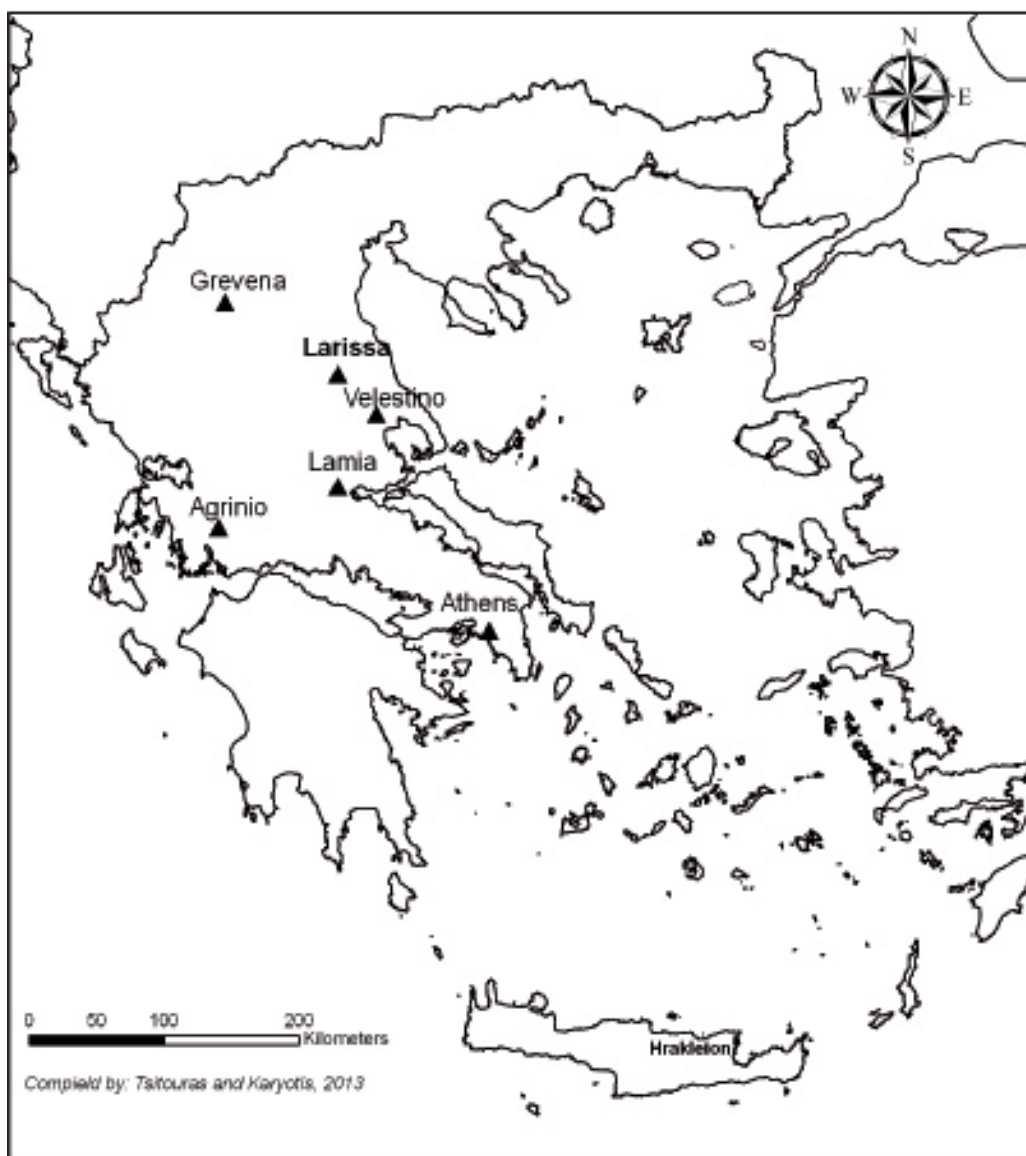 N
W E
S
Grevena
Larissa
Velestino
Lamia
Agrinio
Athens
0 50 100 200
Kilometers
Hrakleion
Compield by: Tsitouras and Karyotis, 2013